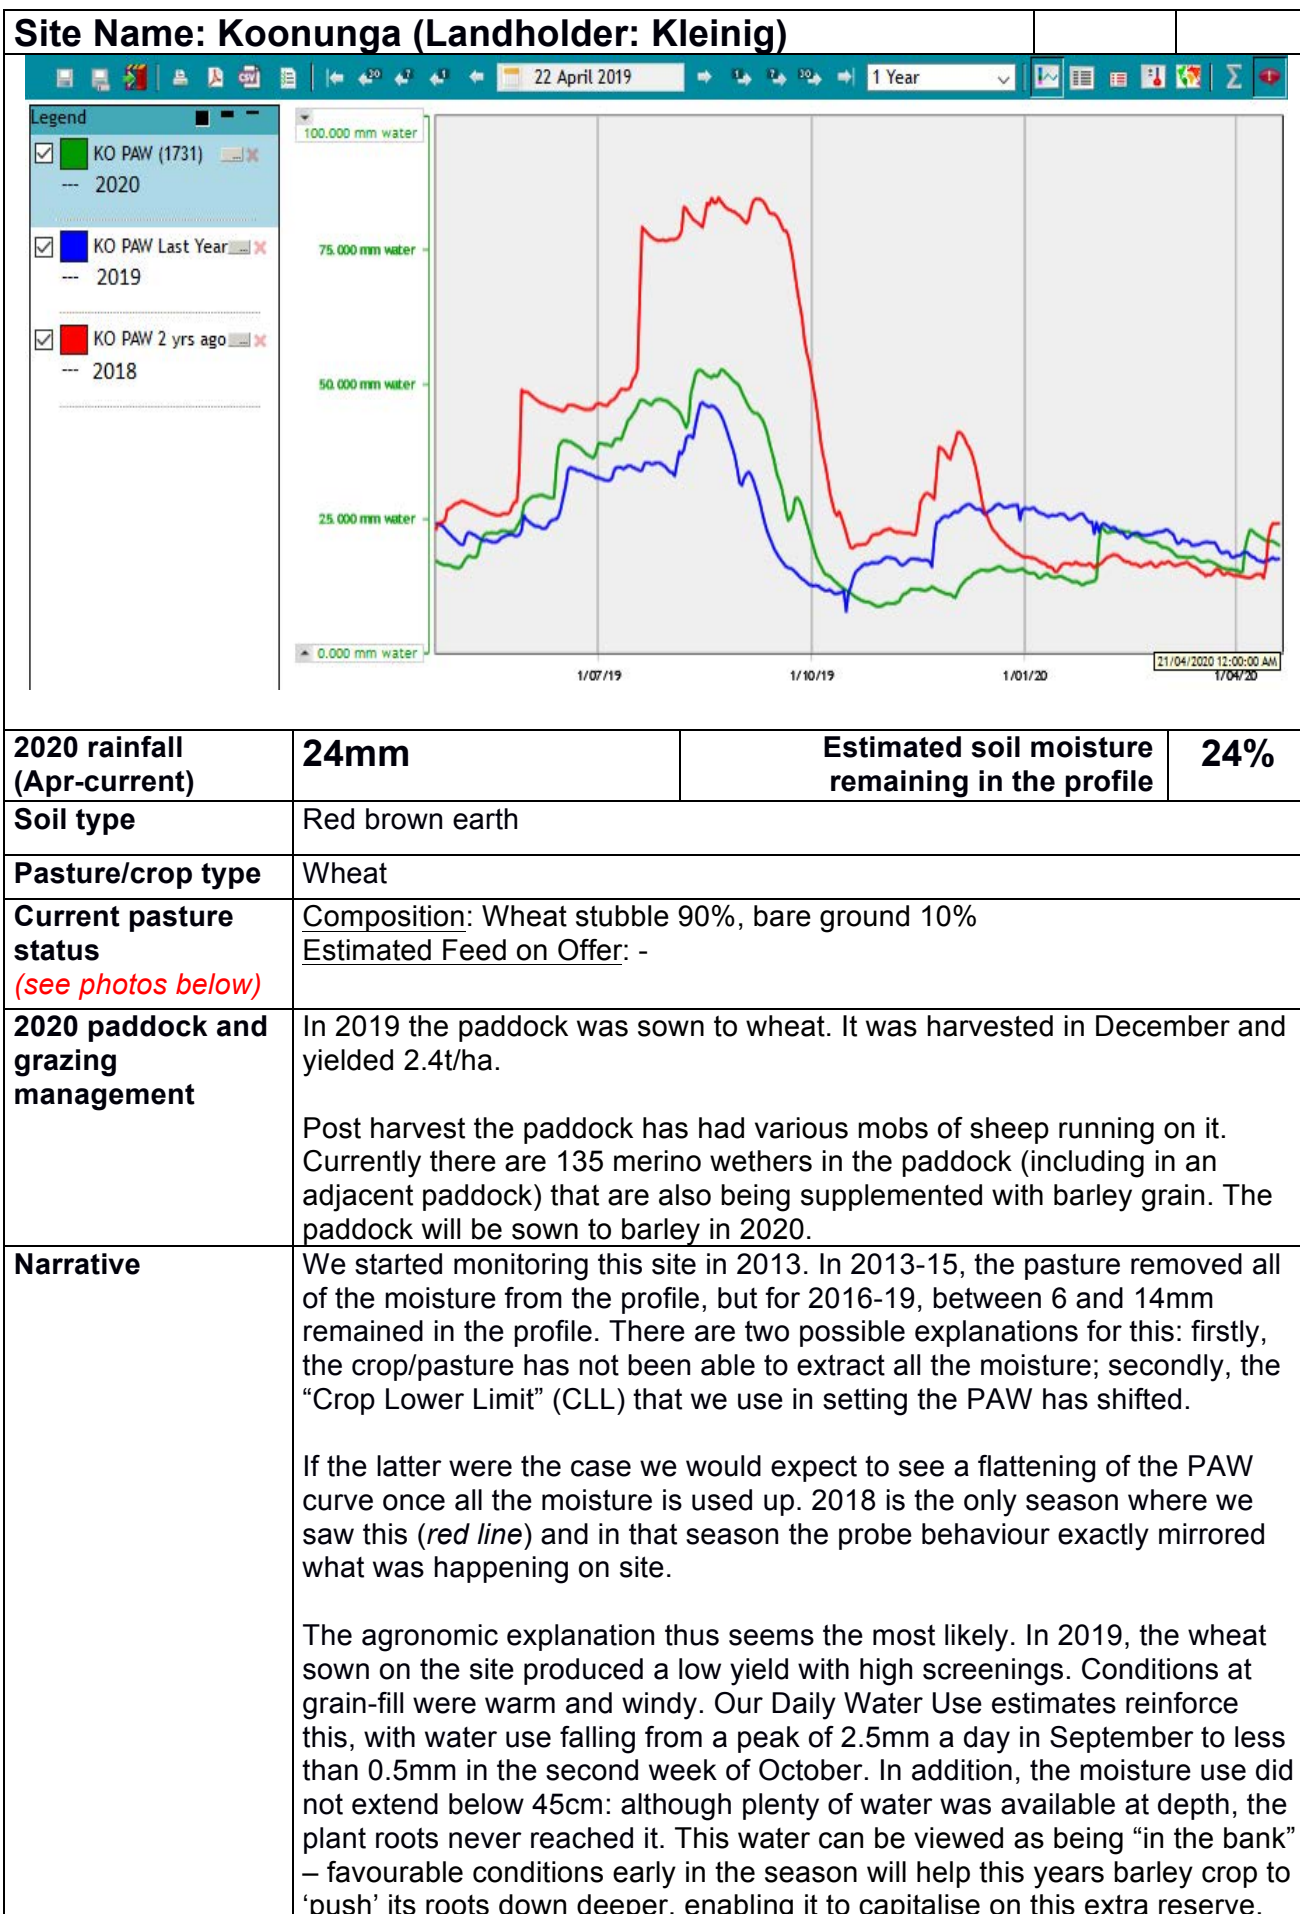 Site Name: Koonunga (Landholder: Kleinig)
22 April 2019
1 Year
Legend
KO PAW (1731)
--- 2020
KO PAW Last Year
--- 2019
KO PAW 2 yrs ago
--- 2018
100.000 mm water
75.000 mm water
50.000 mm water
25.000 mm water
0.000 mm water
21/04/2020 12:00:00 AM
1/07/19
1/10/19
1/01/20
1/04/20
2020 rainfall
(Apr-current)
24mm
Estimated soil moisture
remaining in the profile
24%
Soil type
Red brown earth
Pasture/crop type
Wheat
Current pasture
status
(see photos below)
Composition: Wheat stubble 90%, bare ground 10%
Estimated Feed on Offer: -
2020 paddock and
grazing
management
In 2019 the paddock was sown to wheat. It was harvested in December and
yielded 2.4t/ha.
Post harvest the paddock has had various mobs of sheep running on it.
Currently there are 135 merino wethers in the paddock (including in an
adjacent paddock) that are also being supplemented with barley grain. The
paddock will be sown to barley in 2020.
Narrative
We started monitoring this site in 2013. In 2013-15, the pasture removed all
of the moisture from the profile, but for 2016-19, between 6 and 14mm
remained in the profile. There are two possible explanations for this: firstly,
the crop/pasture has not been able to extract all the moisture; secondly, the
“Crop Lower Limit” (CLL) that we use in setting the PAW has shifted.
If the latter were the case we would expect to see a flattening of the PAW
curve once all the moisture is used up. 2018 is the only season where we
saw this (red line) and in that season the probe behaviour exactly mirrored
what was happening on site.
The agronomic explanation thus seems the most likely. In 2019, the wheat
sown on the site produced a low yield with high screenings. Conditions at
grain-fill were warm and windy. Our Daily Water Use estimates reinforce
this, with water use falling from a peak of 2.5mm a day in September to less
than 0.5mm in the second week of October. In addition, the moisture use did
not extend below 45cm: although plenty of water was available at depth, the
plant roots never reached it. This water can be viewed as being “in the bank”
– favourable conditions early in the season will help this years barley crop to
‘push’ its roots down deeper, enabling it to capitalise on this extra reserve.